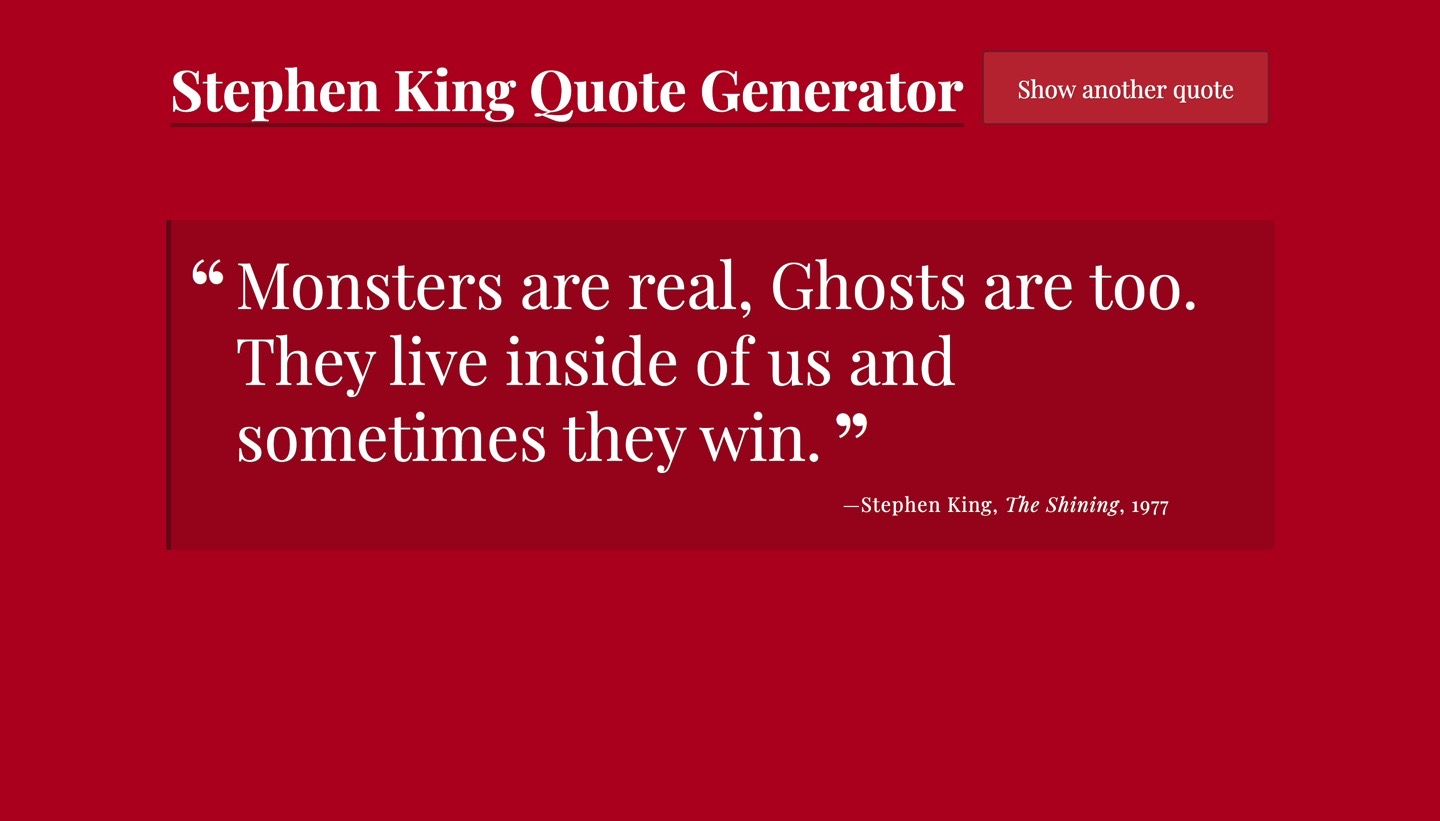 Stephen King Quote Generator
Show another quote
“Monsters are real, Ghosts are too.
They live inside of us and
sometimes they win.”
—Stephen King, The Shining, 1977